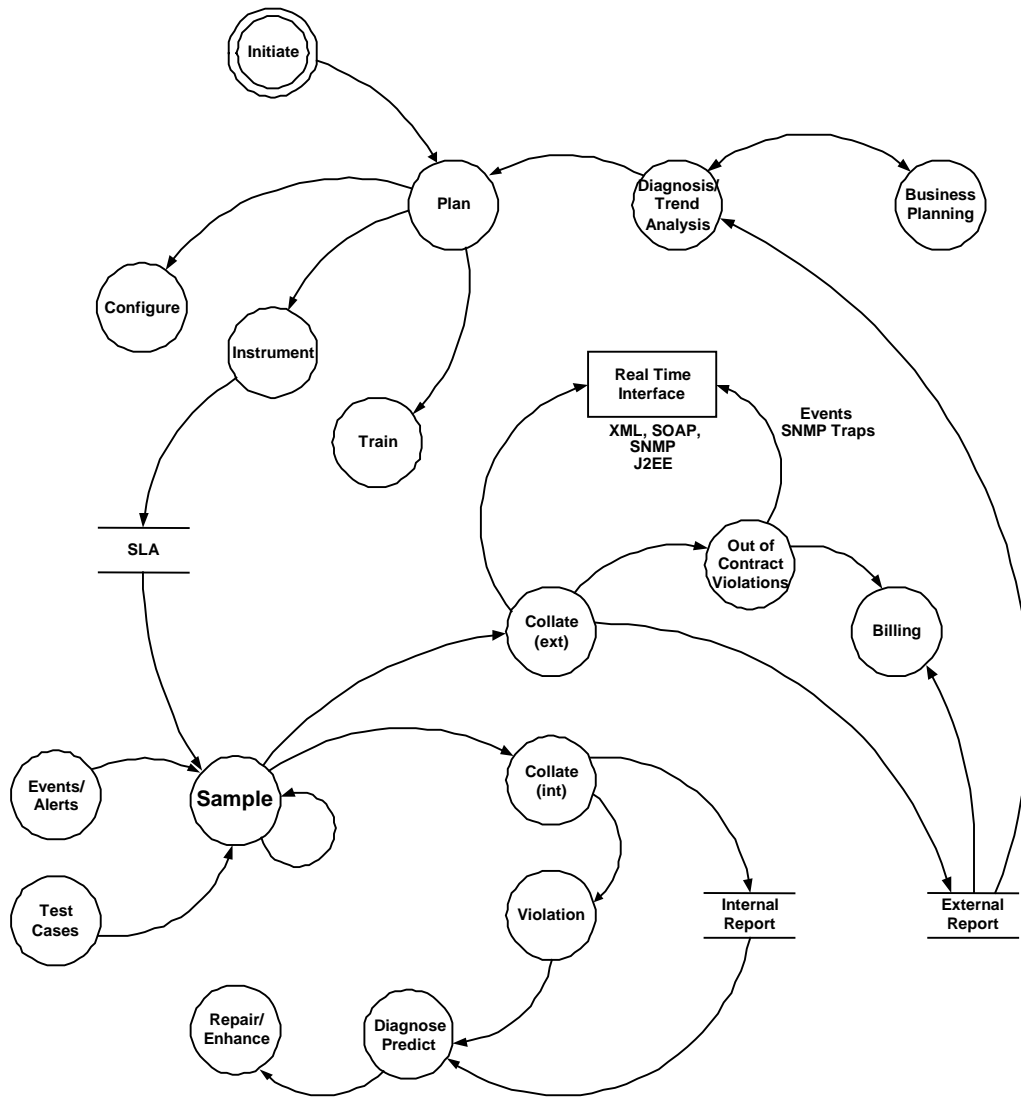 Initiate
Plan
Diagnosis/
Trend
Analysis
Business
Planning
Configure
Instrument
Train
Real Time
Interface
XML, SOAP,
SNMP
J2EE
Events
SNMP Traps
SLA
Out of
Contract
Violations
Collate
(ext)
Billing
Events/
Alerts
Sample
Collate
(int)
Test
Cases
Violation
Internal
Report
External
Report
Repair/
Enhance
Diagnose
Predict